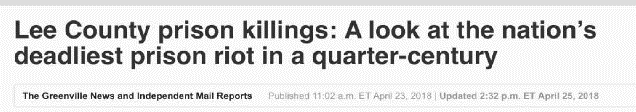 Lee County prison killings: A look at the nation's
deadliest prison riot in a quarter-century
The Greenville News and Independent Mail Reports Published 11:02 a.m. ET April 23, 2018 | Updated 2:32 p.m. ET April 25, 2018